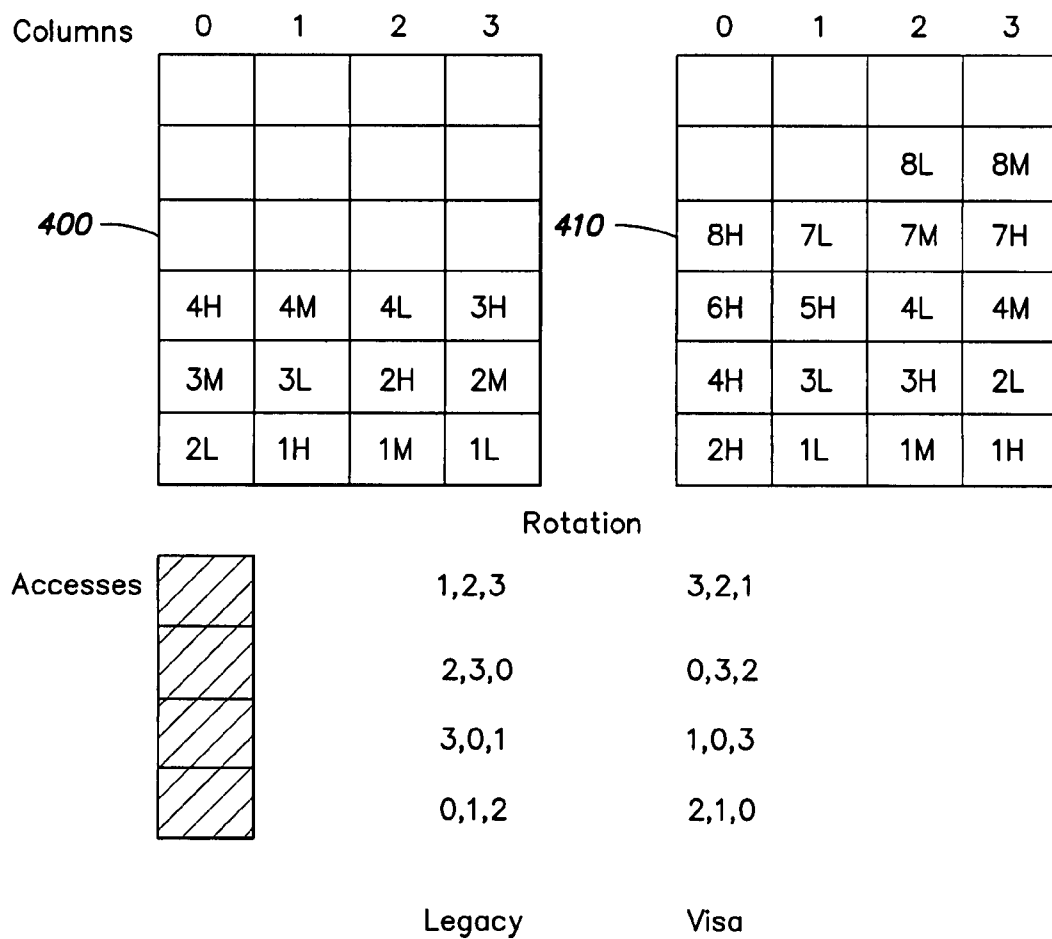 Columns 0 1 2 3 0 1 2 3
8L 8M
400 410 8H 7L 7M 7H
4H 4M 4L 3H 6H 5H 4L 4M
3M 3L 2H 2M 4H 3L 3H 2L
2L 1H 1M 1L 2H 1L 1M 1H
Rotation
Accesses 1,2,3 3,2,1
2,3,0 0,3,2
3,0,1 1,0,3
0,1,2 2,1,0
Legacy Visa